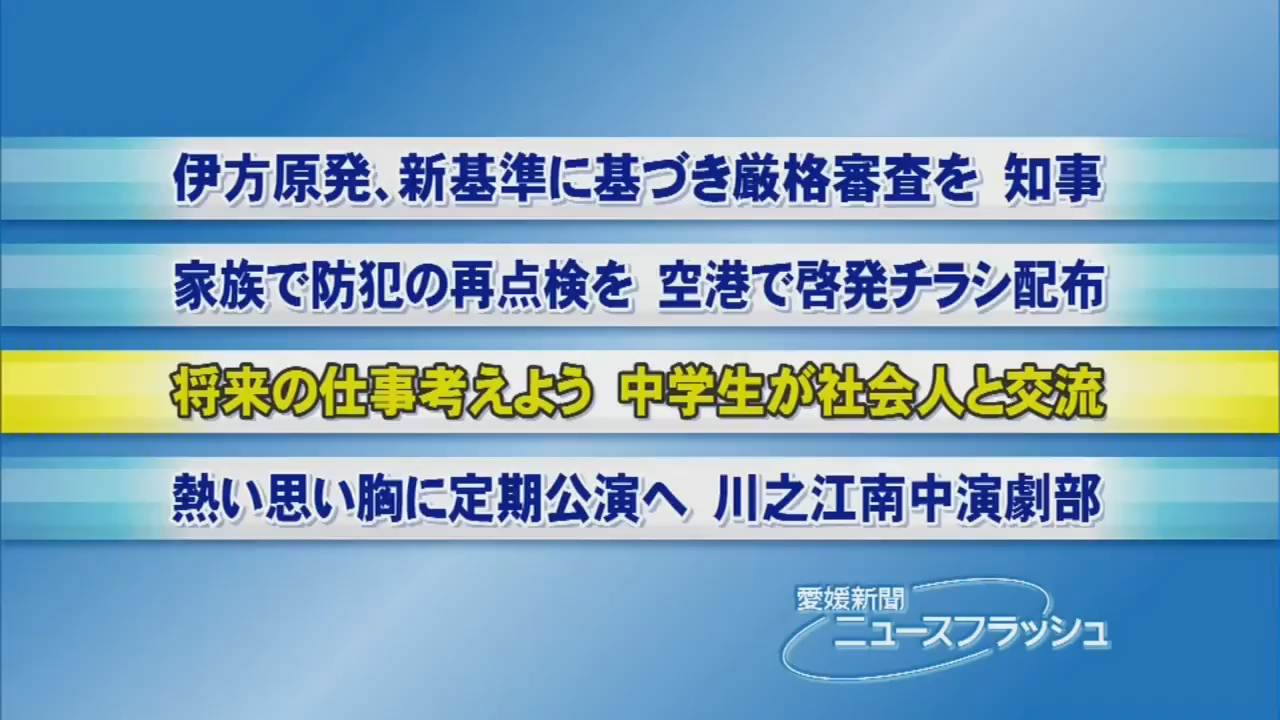 伊方原発、新基準に基づき厳格審査を 知事
家族で防犯の再点検を 空港で啓発チラシ配布
将来の仕事考えよう 中学生が社会人と交流
熱い思い胸に定期公演へ 川之江南中演劇部
愛媛新聞
ニュースフラッシュ